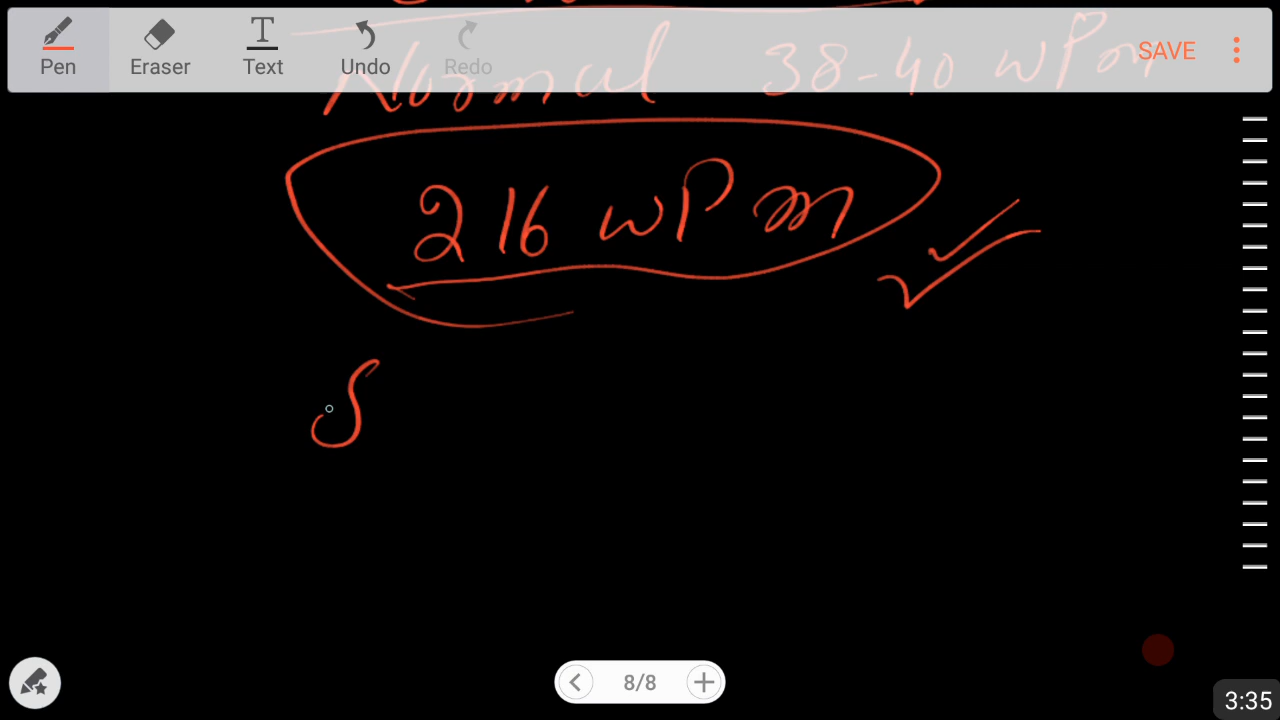 Pen Eraser Text Undo Redo SAVE
Normal 38-40 wPm
216 wPm
S
8/8
3:35